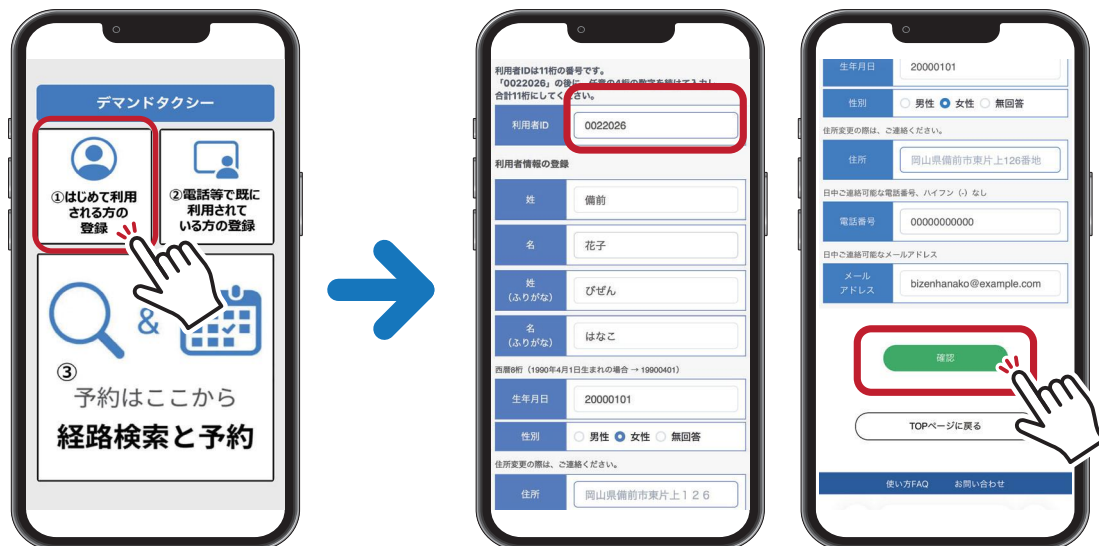 デマンドタクシー
①はじめて利用
される方の
登録
②電話等で既に
利用されて
いる方の登録
&
③
予約はここから
経路検索と予約
利用者IDは11桁の番号です。
「0022026」の後に、任意の4桁の数字を続けて入力し
合計11桁にしてください。
利用者ID
0022026
利用者情報の登録
姓
備前
名
花子
姓
(ふりがな)
びぜん
名
(ふりがな)
はなこ
西暦8桁（1990年4月1日生まれの場合 → 19900401）
生年月日
20000101
性別
男性 女性 無回答
住所変更の際は、ご連絡ください。
住所
岡山県備前市東片上１２６
生年月日
20000101
性別
男性 女性 無回答
住所変更の際は、ご連絡ください。
住所
岡山県備前市東片上126番地
日中ご連絡可能な電話番号、ハイフン（-）なし
電話番号
00000000000
日中ご連絡可能なメールアドレス
メール
アドレス
bizenhanako@example.com
確認
TOPページに戻る
使い方FAQ お問い合わせ